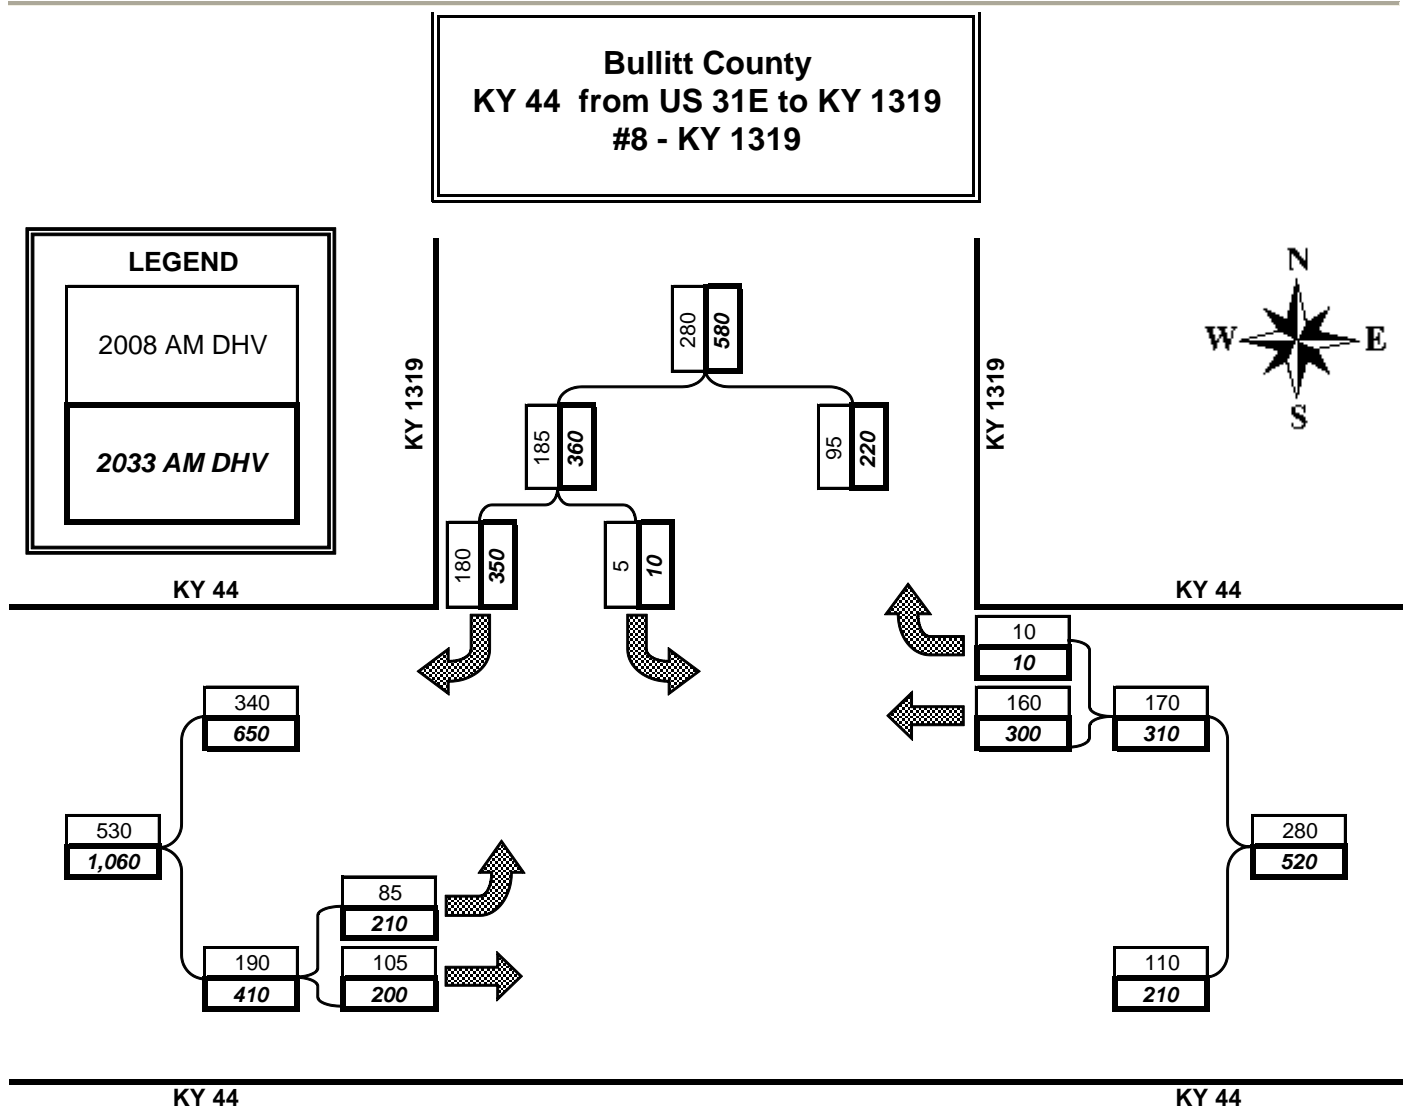 Bullitt County
KY 44 from US 31E to KY 1319
#8 - KY 1319
LEGEND
2008 AM DHV
2033 AM DHV
KY 1319
KY 1319
N
W
E
S
280
580
185
360
95
220
180
350
5
10
KY 44
KY 44
10
10
160
300
170
310
340
650
530
1,060
280
520
85
210
190
410
105
200
110
210
KY 44
KY 44